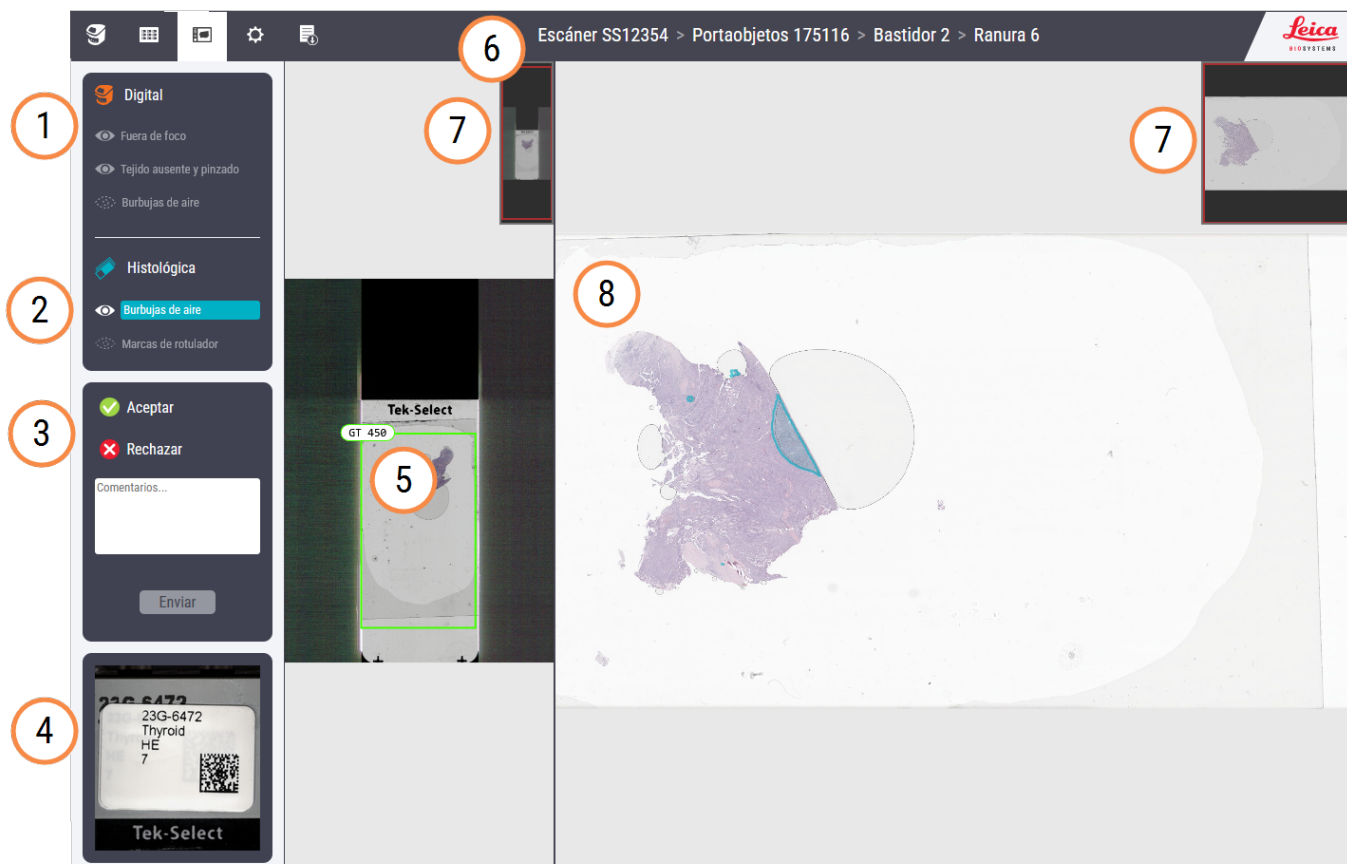 6
Escáner SS12354 > Portaobjetos 175116 > Bastidor 2 > Ranura 6
Leica
BIOSYSTEMS
1
Digital
Fuera de foco
Tejido ausente y pinzado
Burbujas de aire
2
Histológica
Burbujas de aire
Marcas de rotulador
3
Aceptar
Rechazar
Comentarios...
Enviar
4
23G-6472
23G-6472
Thyroid
HE
7
Tek-Select
7
Tek-Select
GT 450
5
7
8